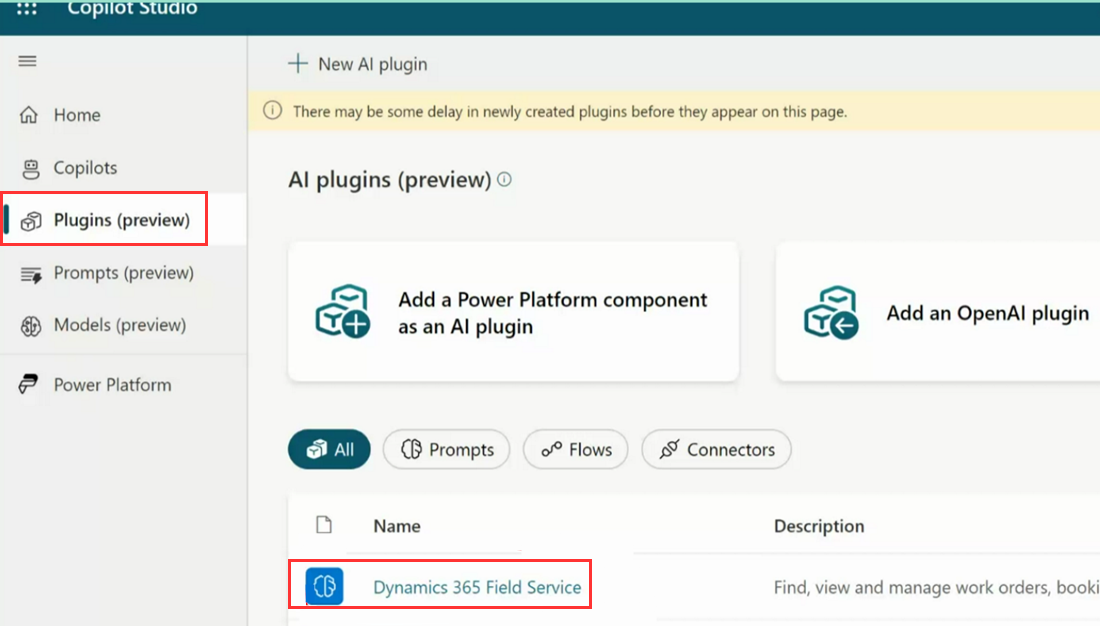 Copilot Studio
New AI plugin
There may be some delay in newly created plugins before they appear on this page.
Home
Copilots
Plugins (preview)
Prompts (preview)
Models (preview)
Power Platform
AI plugins (preview)
Add a Power Platform component
as an AI plugin
Add an OpenAI plugin
All
Prompts
Flows
Connectors
Name
Description
Dynamics 365 Field Service
Find, view and manage work orders, booki